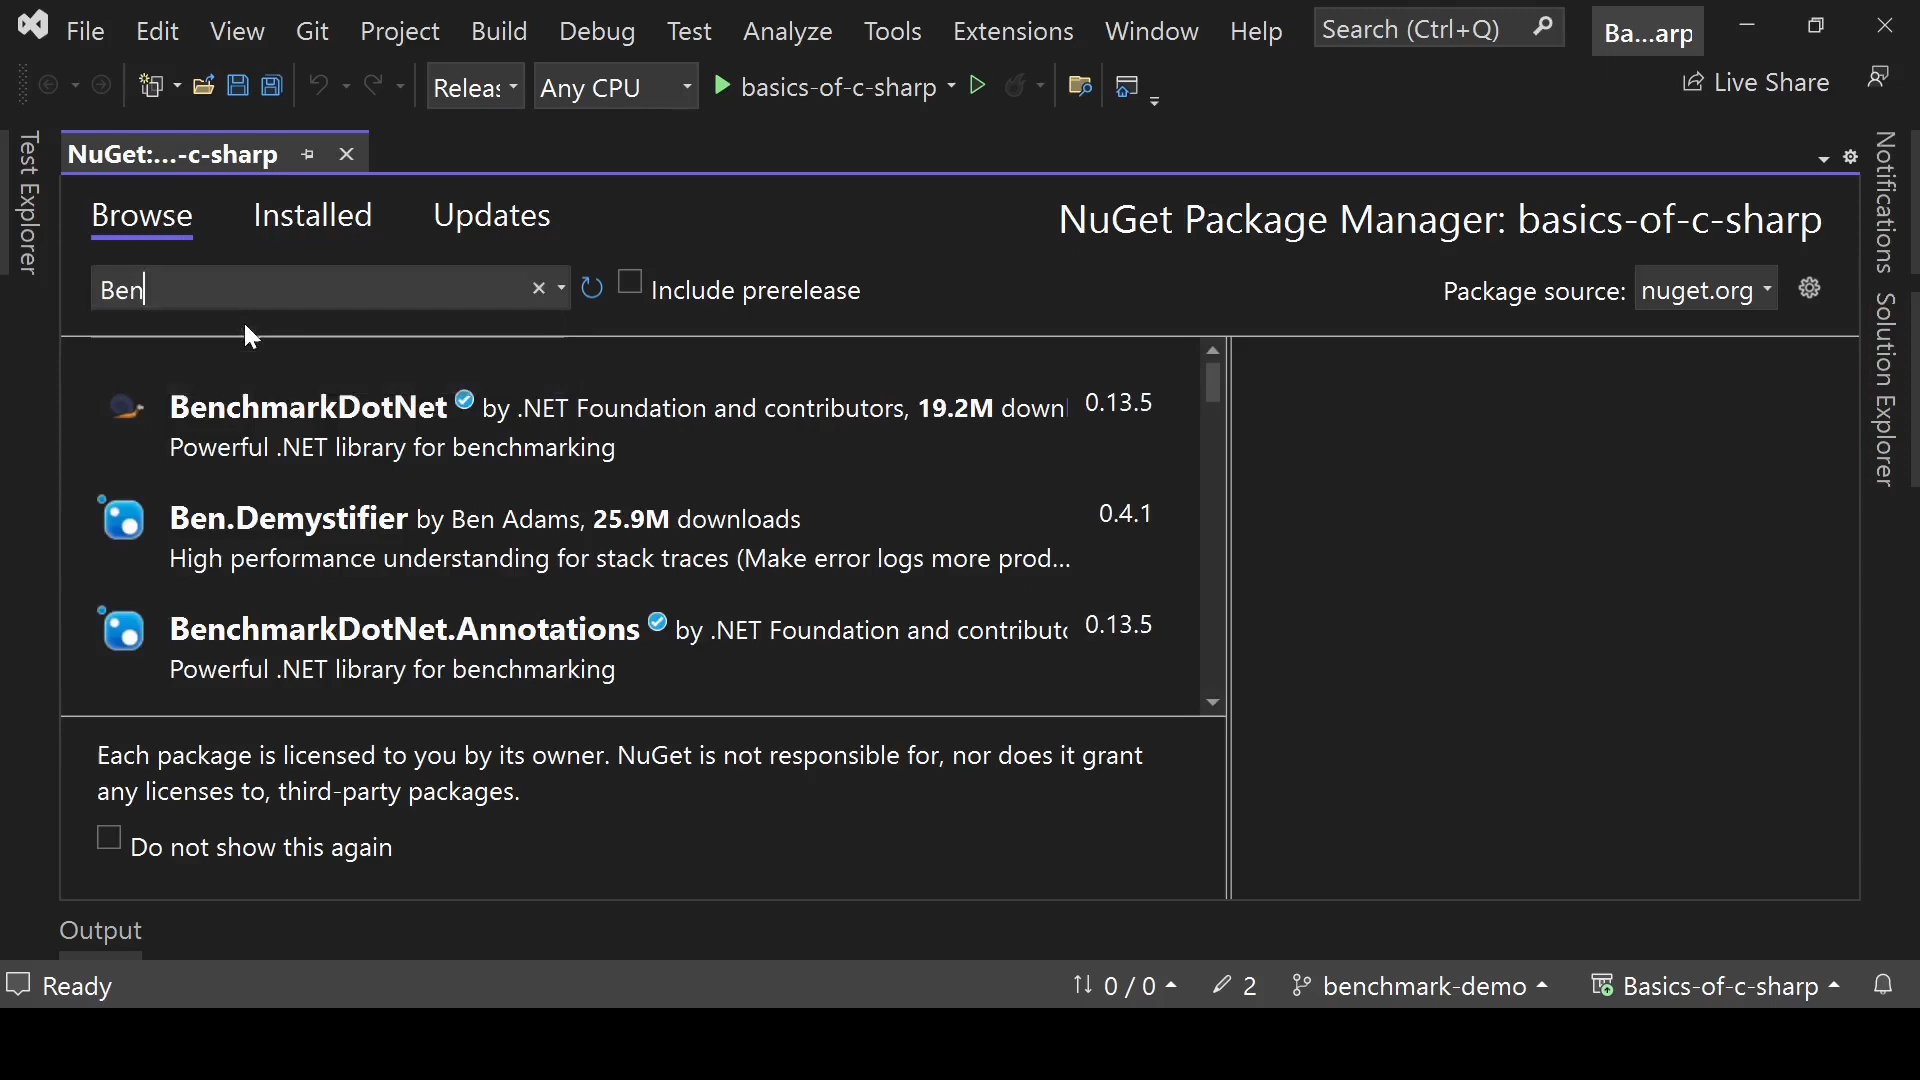 File Edit View Git Project Build Debug Test Analyze Tools Extensions Window Help Search (Ctrl+Q) Ba...arp
Releas Any CPU basics-of-c-sharp Live Share
Test Explorer
NuGet:...-c-sharp
Notifications
Solution Explorer
Browse Installed Updates NuGet Package Manager: basics-of-c-sharp
Ben Include prerelease Package source: nuget.org
BenchmarkDotNet by .NET Foundation and contributors, 19.2M downl 0.13.5
Powerful .NET library for benchmarking
Ben.Demystifier by Ben Adams, 25.9M downloads 0.4.1
High performance understanding for stack traces (Make error logs more prod...
BenchmarkDotNet.Annotations by .NET Foundation and contribut 0.13.5
Powerful .NET library for benchmarking
Each package is licensed to you by its owner. NuGet is not responsible for, nor does it grant
any licenses to, third-party packages.
Do not show this again
Output
Ready 0 / 0 2 benchmark-demo Basics-of-c-sharp